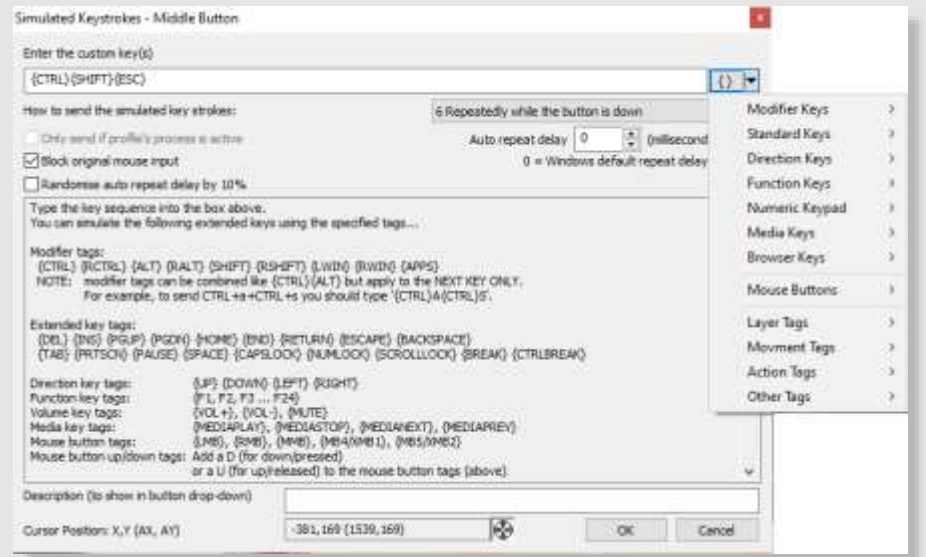 Simulated Keystrokes - Middle Button
Enter the custom key(s)
{CTRL}{SHIFT}{ESC}
{}
How to send the simulated key strokes:
6 Repeatedly while the button is down
Only send if profile's process is active
Auto repeat delay 0 (millisecond
Block original mouse input
0 = Windows default repeat delay
Randomise auto repeat delay by 10%
Type the key sequence into the box above.
You can simulate the following extended keys using the specified tags...
Modifier tags:
{CTRL} {RCTRL} {ALT} {RALT} {SHIFT} {RSHIFT} {LWIN} {RWIN} {APPS}
NOTE: modifier tags can be combined like {CTRL}{ALT} but apply to the NEXT KEY ONLY.
For example, to send CTRL+a+CTRL+s you should type '{CTRL}A{CTRL}S'.
Extended key tags:
{DEL} {INS} {PGUP} {PGDN} {HOME} {END} {RETURN} {ESCAPE} {BACKSPACE}
{TAB} {PRTSCN} {PAUSE} {SPACE} {CAPSLOCK} {NUMLOCK} {SCROLLLOCK} {BREAK} {CTRLBREAK}
Direction key tags: {UP} {DOWN} {LEFT} {RIGHT}
Function key tags: {F1, F2, F3 ... F24}
Volume key tags: {VOL+}, {VOL-}, {MUTE}
Media key tags: {MEDIAPLAY}, {MEDIASTOP}, {MEDIANEXT}, {MEDIAPREV}
Mouse button tags: {LMB}, {RMB}, {MMB}, {MB4/XMB1}, {MB5/XMB2}
Mouse button up/down tags: Add a D (for down/pressed)
or a U (for up/released) to the mouse button tags (above)
Description (to show in button drop-down)
Cursor Position: X,Y (AX, AY)
-381,169 (1539,169)
OK
Cancel
Modifier Keys
Standard Keys
Direction Keys
Function Keys
Numeric Keypad
Media Keys
Browser Keys
Mouse Buttons
Layer Tags
Movment Tags
Action Tags
Other Tags